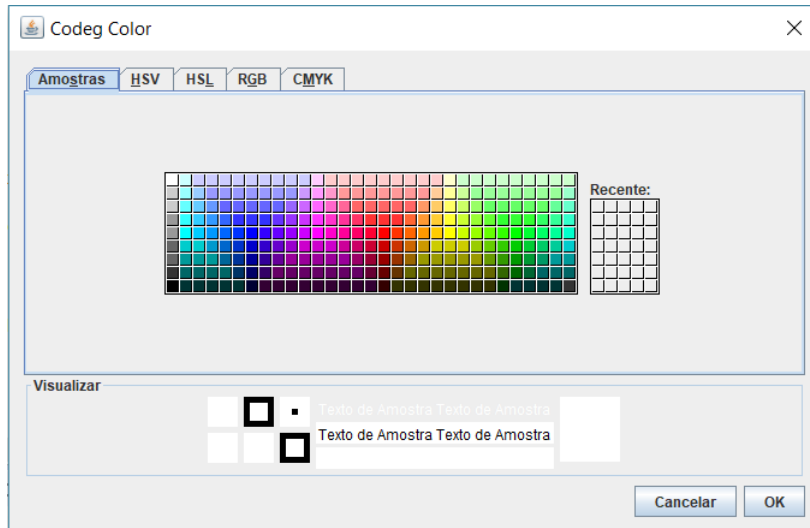 Codeg Color
Amostras HSV HSL RGB CMYK
Recente:
Visualizar
Texto de Amostra Texto de Amostra
Texto de Amostra Texto de Amostra
Cancelar OK